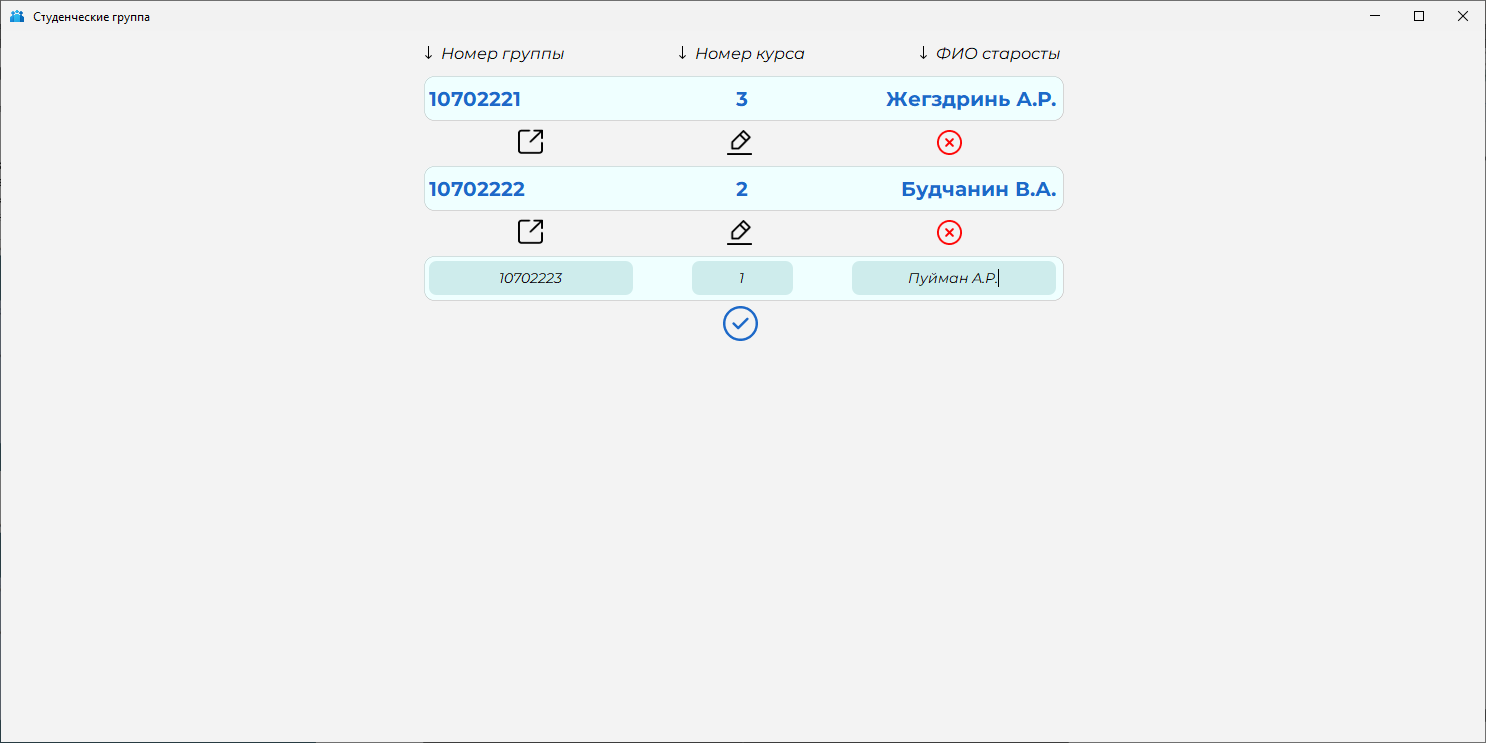 Студенческие группа
↓ Номер группы ↓ Номер курса ↓ ФИО старосты
10702221 3 Жегздринь А.Р.
10702222 2 Будчанин В.А.
10702223 1 Пуйман А.Р.